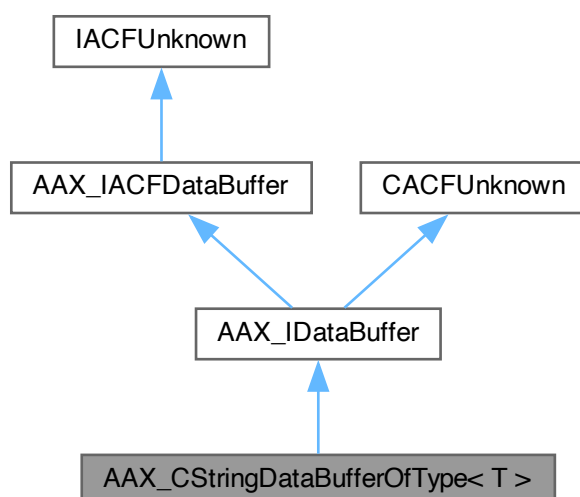 IACFUnknown
AAX_IACFDataBuffer
CACFUnknown
AAX_IDataBuffer
AAX_CStringDataBufferOfType< T >